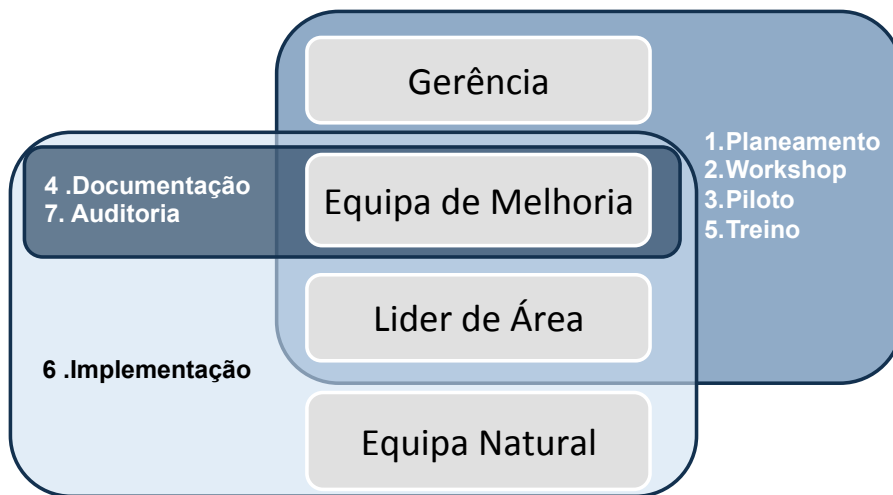 Gerência
1.Planeamento
2.Workshop
3.Piloto
5.Treino
4 .Documentação
7. Auditoria
Equipa de Melhoria
Lider de Área
6 .Implementação
Equipa Natural